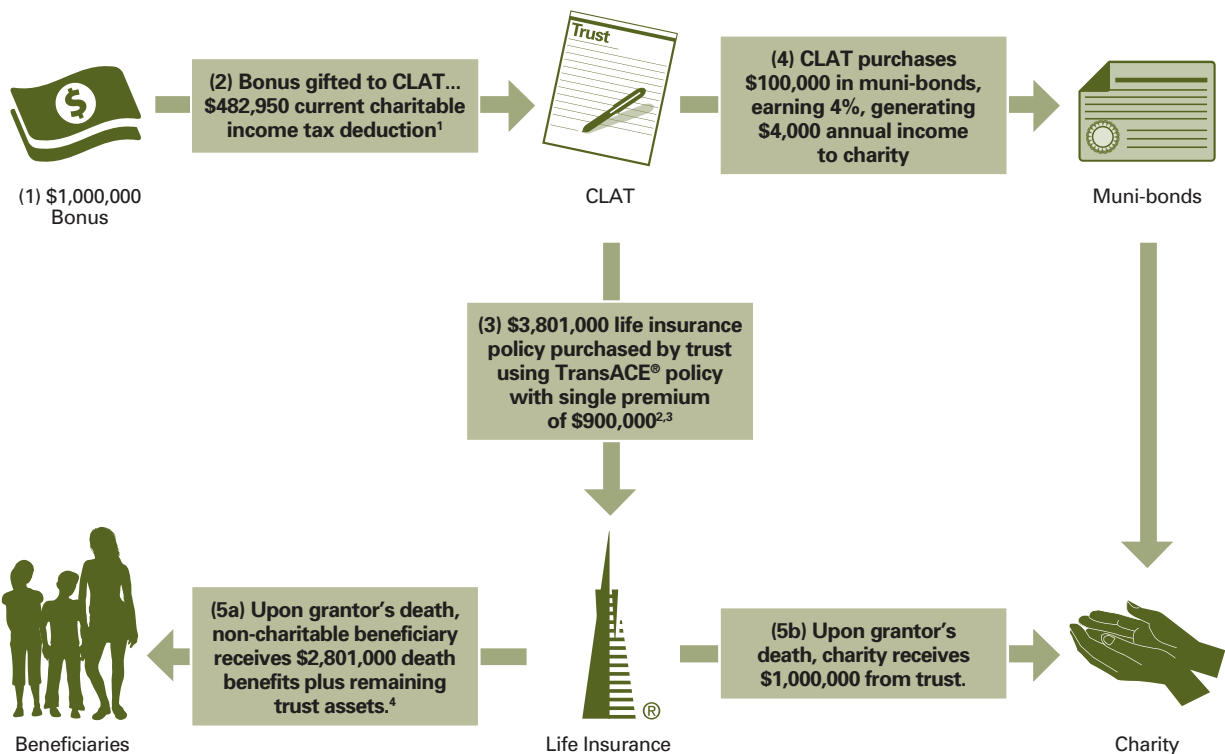 Trust
(2) Bonus gifted to CLAT...
$482,950 current charitable
income tax deduction¹
(4) CLAT purchases
$100,000 in muni-bonds,
earning 4%, generating
$4,000 annual income
to charity
$
(1) $1,000,000
Bonus
CLAT
Muni-bonds
(3) $3,801,000 life insurance
policy purchased by trust
using TransACE® policy
with single premium
of $900,000²,³
(5a) Upon grantor’s death,
non-charitable beneficiary
receives $2,801,000 death
benefits plus remaining
trust assets.⁴
(5b) Upon grantor’s
death, charity receives
$1,000,000 from trust.
®
Beneficiaries
Life Insurance
Charity